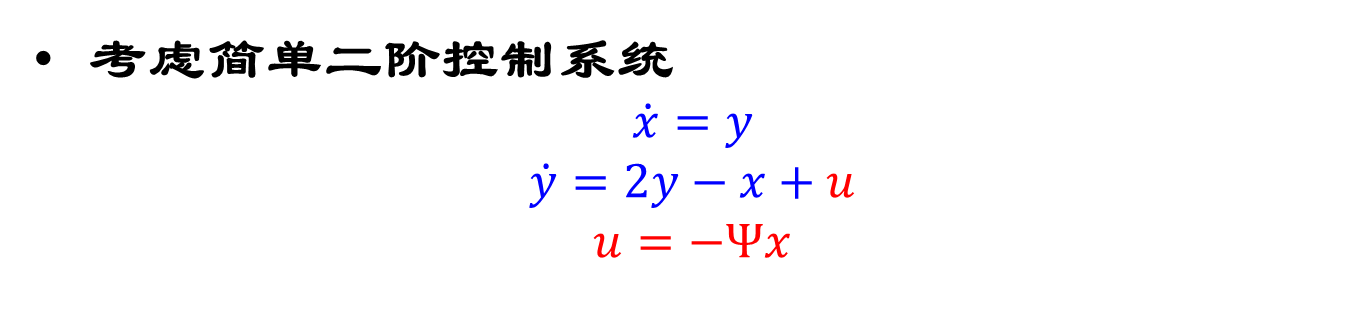 • 考虑简单二阶控制系统
ẋ = y
ẏ = 2y − x + u
u = −Ψx